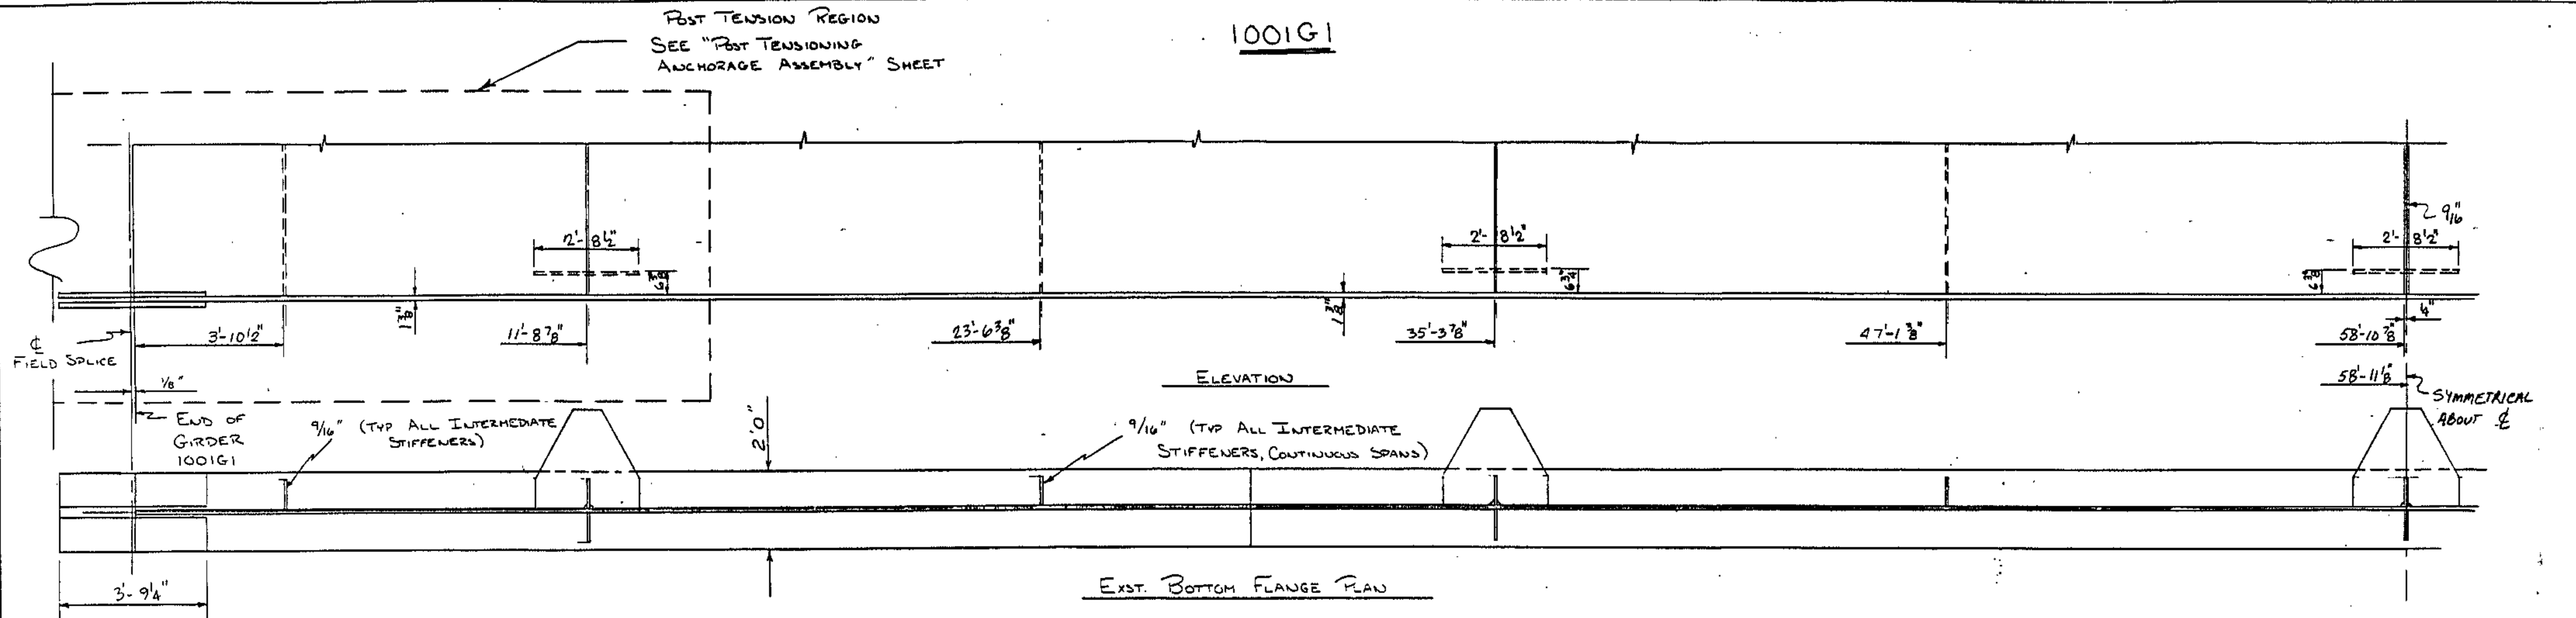 1001G1
POST TENSION REGION
SEE "POST TENSIONING
ANCHORAGE ASSEMBLY" SHEET
9/16"
2'-8½"
2'-8½"
2'-8½"
6¾"
6⅜"
¼"
1⅜"
3'-10½"
11'-8⅞"
23'-6⅜"
35'-3⅞"
47'-1⅜"
58'-10⅞"
58'-11⅛"
℄
FIELD SPLICE
⅛"
ELEVATION
SYMMETRICAL
ABOUT ℄
END OF
GIRDER
1001G1
9/16" (TYP ALL INTERMEDIATE
STIFFENERS)
2'0"
9/16" (TYP ALL INTERMEDIATE
STIFFENERS, CONTINUOUS SPANS)
3'-9¼"
EXST. BOTTOM FLANGE PLAN